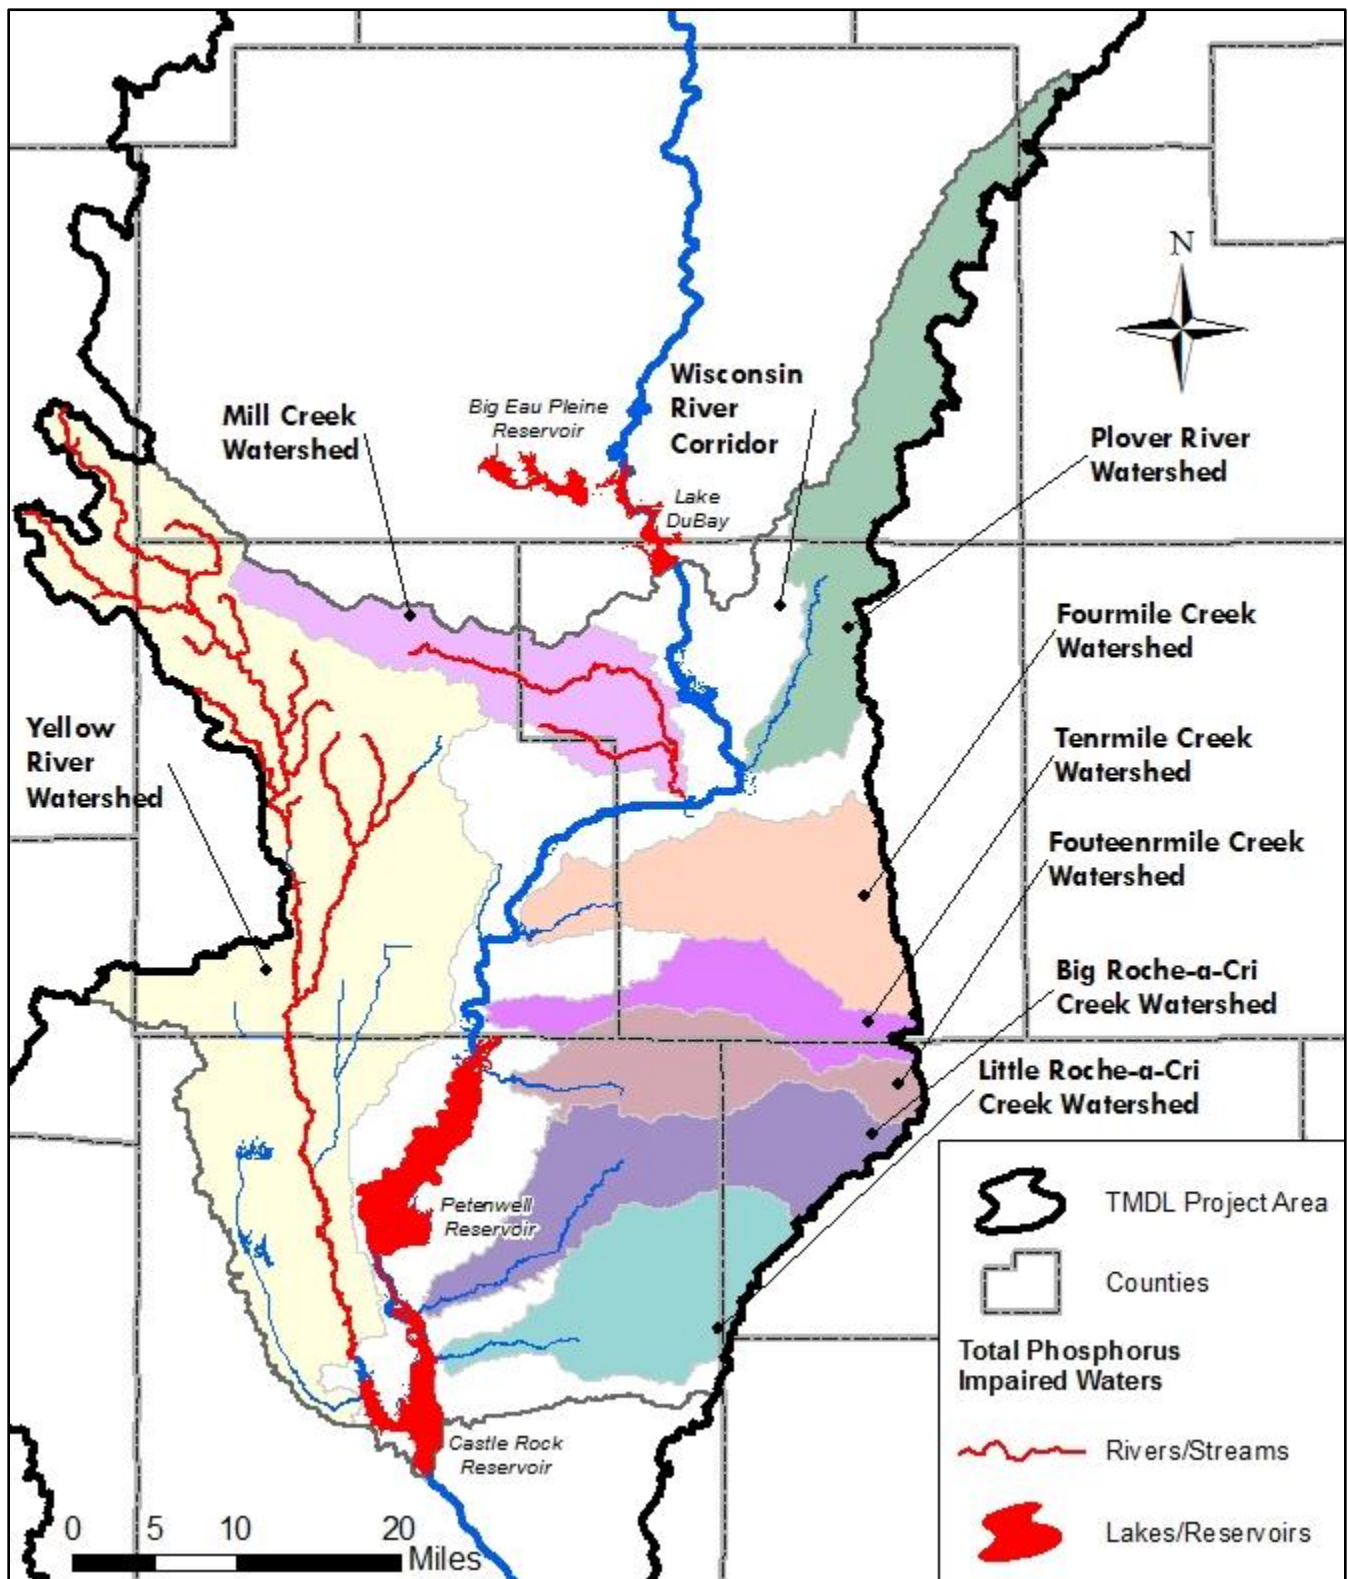 N
Wisconsin
River
Corridor
Big Eau Pleine
Reservoir
Mill Creek
Watershed
Plover River
Watershed
Lake
DuBay
Fourmile Creek
Watershed
Yellow
River
Watershed
Tenrmile Creek
Watershed
Fouteenrmile Creek
Watershed
Big Roche-a-Cri
Creek Watershed
Little Roche-a-Cri
Creek Watershed
Petenwell
Reservoir
Castle Rock
Reservoir
TMDL Project Area
Counties
Total Phosphorus
Impaired Waters
Rivers/Streams
Lakes/Reservoirs
0 5 10 20
Miles